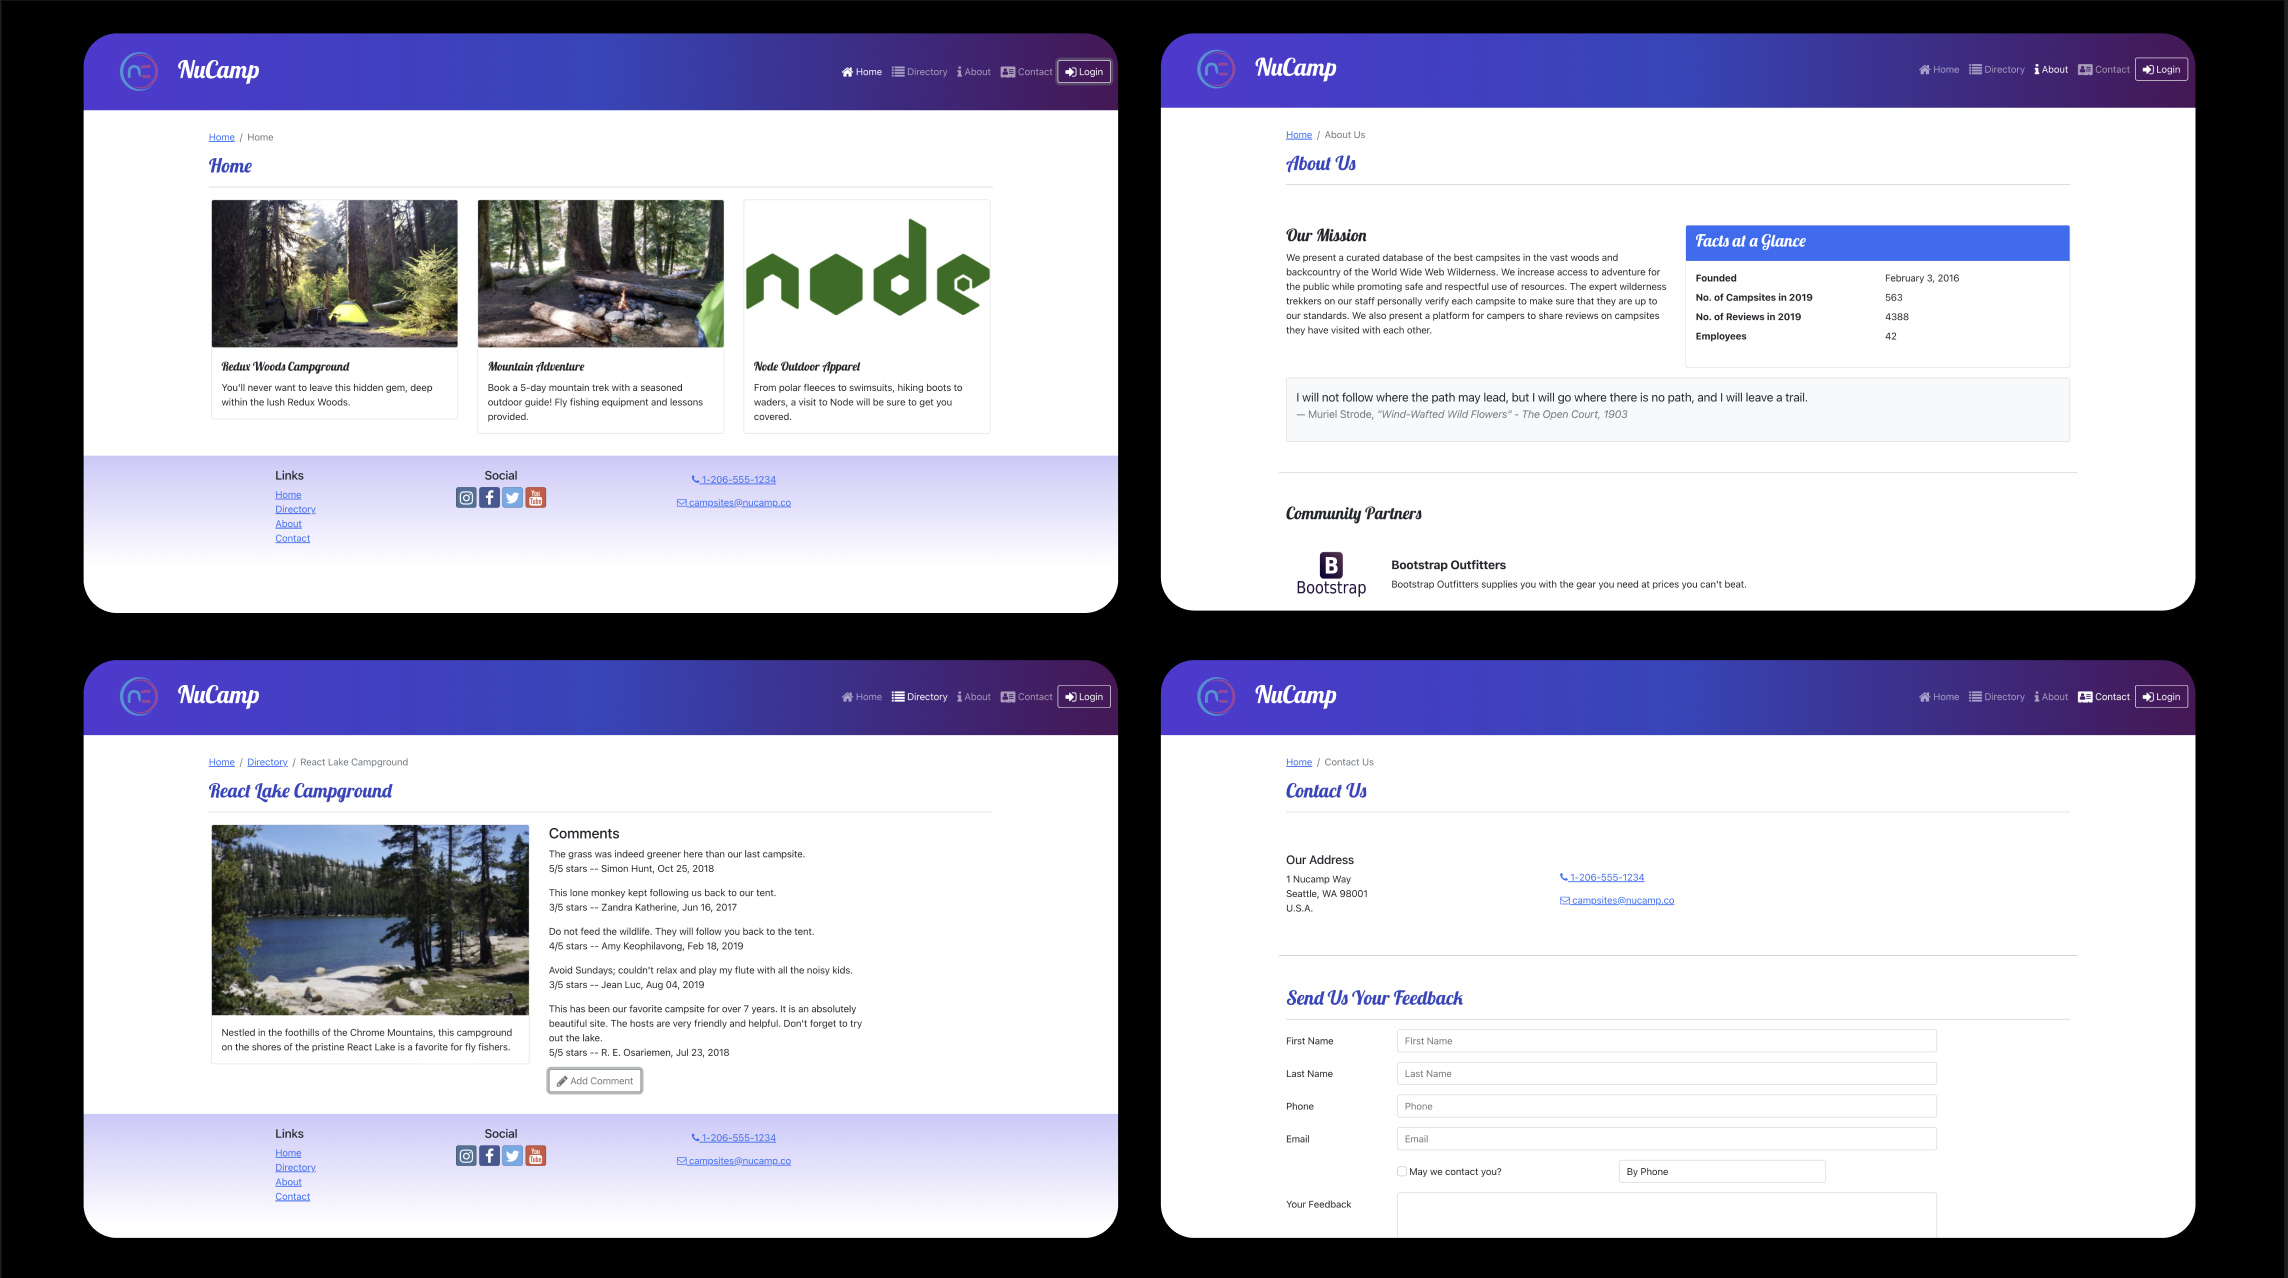 NuCamp
Home Directory About Contact Login
Home / Home
Home
node
Redux Woods Campground
You'll never want to leave this hidden gem, deep
within the lush Redux Woods.
Mountain Adventure
Book a 5-day mountain trek with a seasoned
outdoor guide! Fly fishing equipment and lessons
provided.
Node Outdoor Apparel
From polar fleeces to swimsuits, hiking boots to
waders, a visit to Node will be sure to get you
covered.
Links
Home
Directory
About
Contact
Social
You
Tube
1-206-555-1234
campsites@nucamp.co
NuCamp
Home Directory About Contact Login
Home / About Us
About Us
Our Mission
We present a curated database of the best campsites in the vast woods and
backcountry of the World Wide Web Wilderness. We increase access to adventure for
the public while promoting safe and respectful use of resources. The expert wilderness
trekkers on our staff personally verify each campsite to make sure that they are up to
our standards. We also present a platform for campers to share reviews on campsites
they have visited with each other.
Facts at a Glance
Founded February 3, 2016
No. of Campsites in 2019 563
No. of Reviews in 2019 4388
Employees 42
I will not follow where the path may lead, but I will go where there is no path, and I will leave a trail.
— Muriel Strode, "Wind-Wafted Wild Flowers" - The Open Court, 1903
Community Partners
B
Bootstrap
Bootstrap Outfitters
Bootstrap Outfitters supplies you with the gear you need at prices you can't beat.
NuCamp
Home Directory About Contact Login
Home / Directory / React Lake Campground
React Lake Campground
Nestled in the foothills of the Chrome Mountains, this campground
on the shores of the pristine React Lake is a favorite for fly fishers.
Comments
The grass was indeed greener here than our last campsite.
5/5 stars -- Simon Hunt, Oct 25, 2018
This lone monkey kept following us back to our tent.
3/5 stars -- Zandra Katherine, Jun 16, 2017
Do not feed the wildlife. They will follow you back to the tent.
4/5 stars -- Amy Keophilavong, Feb 18, 2019
Avoid Sundays; couldn't relax and play my flute with all the noisy kids.
3/5 stars -- Jean Luc, Aug 04, 2019
This has been our favorite campsite for over 7 years. It is an absolutely
beautiful site. The hosts are very friendly and helpful. Don't forget to try
out the lake.
5/5 stars -- R. E. Osariemen, Jul 23, 2018
Add Comment
Links
Home
Directory
About
Contact
Social
You
Tube
1-206-555-1234
campsites@nucamp.co
NuCamp
Home Directory About Contact Login
Home / Contact Us
Contact Us
Our Address
1 Nucamp Way
Seattle, WA 98001
U.S.A.
1-206-555-1234
campsites@nucamp.co
Send Us Your Feedback
First Name FIrst Name
Last Name Last Name
Phone Phone
Email Email
May we contact you? By Phone
Your Feedback